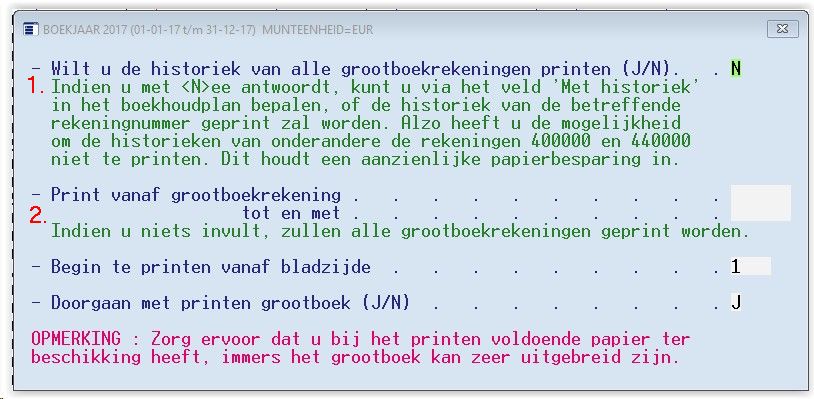 BOEKJAAR 2017 (01-01-17 t/m 31-12-17) MUNTEENHEID=EUR
- Wilt u de historiek van alle grootboekrekeningen printen (J/N). . . N
1. Indien u met <N>ee antwoordt, kunt u via het veld 'Met historiek'
in het boekhoudplan bepalen, of de historiek van de betreffende
rekeningnummer geprint zal worden. Alzo heeft u de mogelijkheid
om de historieken van onderandere de rekeningen 400000 en 440000
niet te printen. Dit houdt een aanzienlijke papierbesparing in.
- Print vanaf grootboekrekening . . . . . . . . . .
2. tot en met . . . . . . . . . .
Indien u niets invult, zullen alle grootboekrekeningen geprint worden.
- Begin te printen vanaf bladzijde . . . . . . . . . 1
- Doorgaan met printen grootboek (J/N) . . . . . . . . J
OPMERKING : Zorg ervoor dat u bij het printen voldoende papier ter
beschikking heeft, immers het grootboek kan zeer uitgebreid zijn.